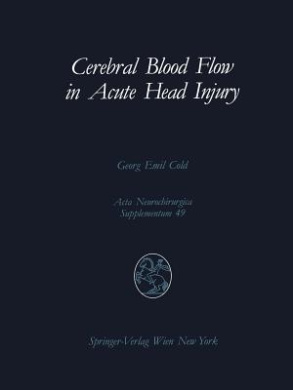 Cerebral Blood Flow
in Acute Head Injury
Georg Emil Cold
Acta Neurochirurgica
Supplementum 49
Springer-Verlag Wien New York